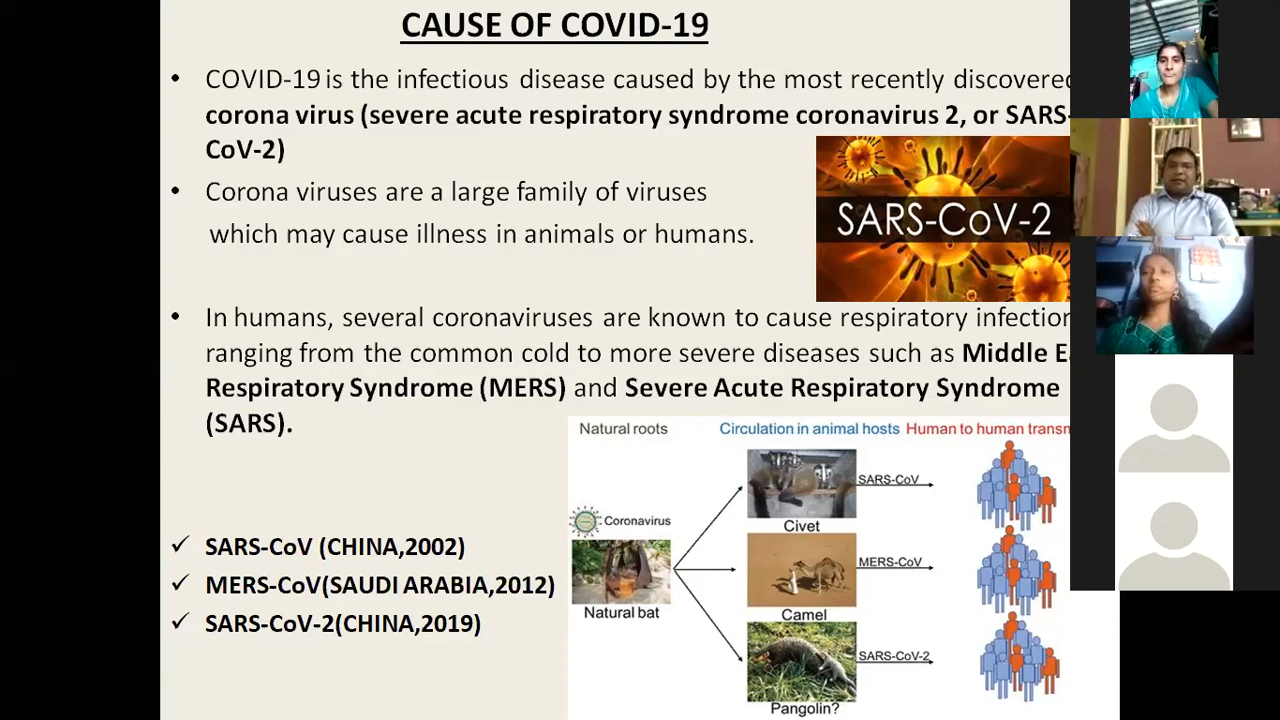 CAUSE OF COVID-19
• COVID-19 is the infectious disease caused by the most recently discovered
corona virus (severe acute respiratory syndrome coronavirus 2, or SARS-
CoV-2)
SARS-CoV-2
• Corona viruses are a large family of viruses
which may cause illness in animals or humans.
• In humans, several coronaviruses are known to cause respiratory infection
ranging from the common cold to more severe diseases such as Middle
Respiratory Syndrome (MERS) and Severe Acute Respiratory Syndrome
(SARS).
Natural roots Circulation in animal hosts Human to human
SARS-CoV
Coronavirus
Civet
✓ SARS-CoV (CHINA,2002)
MERS-CoV
✓ MERS-CoV(SAUDI ARABIA,2012)
Natural bat
Camel
✓ SARS-CoV-2(CHINA,2019)
SARS-CoV-2
Pangolin?